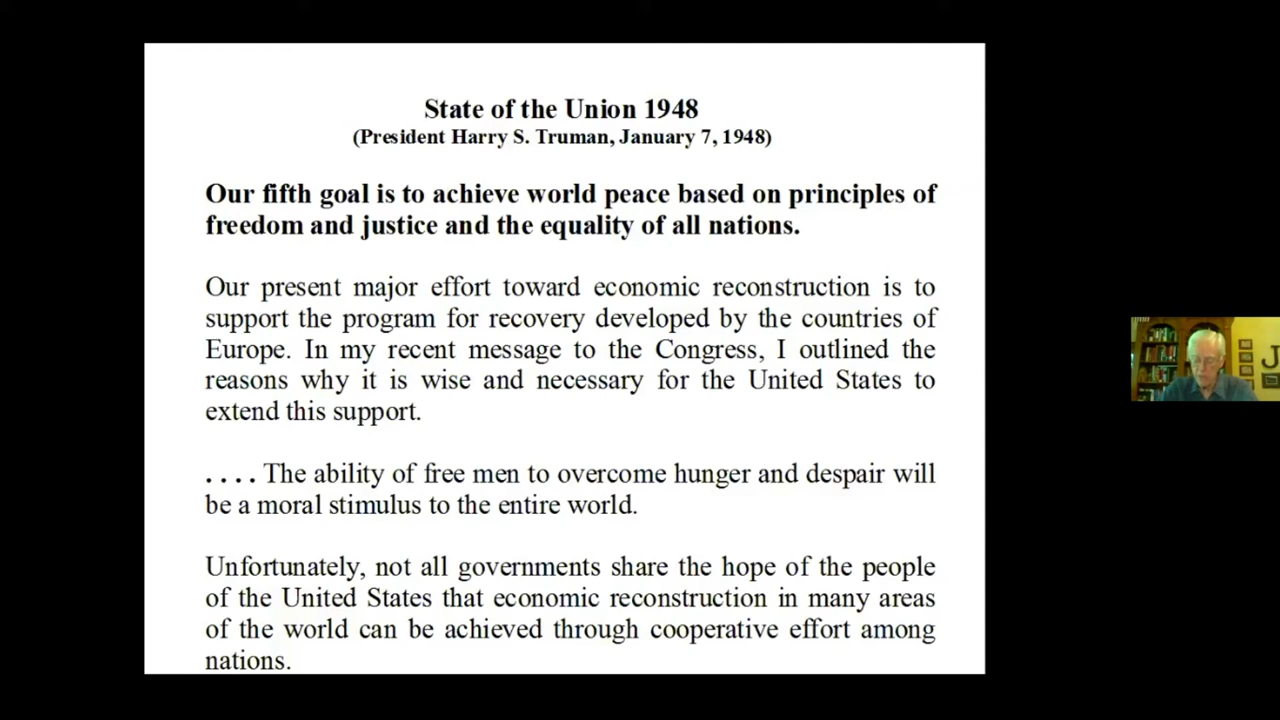 State of the Union 1948
(President Harry S. Truman, January 7, 1948)
Our fifth goal is to achieve world peace based on principles of
freedom and justice and the equality of all nations.
Our present major effort toward economic reconstruction is to
support the program for recovery developed by the countries of
Europe. In my recent message to the Congress, I outlined the
reasons why it is wise and necessary for the United States to
extend this support.
. . . . The ability of free men to overcome hunger and despair will
be a moral stimulus to the entire world.
Unfortunately, not all governments share the hope of the people
of the United States that economic reconstruction in many areas
of the world can be achieved through cooperative effort among
nations.
J